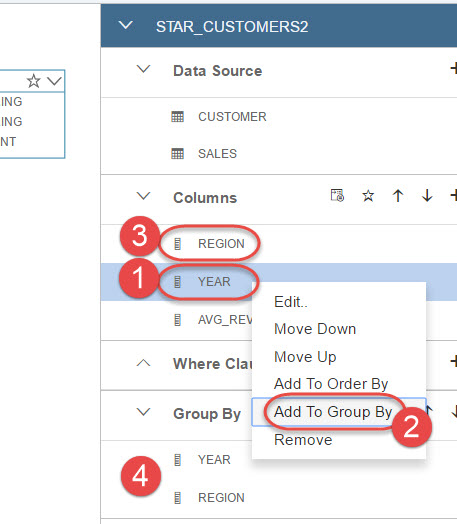 STAR_CUSTOMERS2
Data Source
ING
ING
NT
CUSTOMER
SALES
Columns
3 REGION
1 YEAR
Edit..
AVG_REV
Move Down
Move Up
Where Clau
Add To Order By
Group By
Add To Group By
2
Remove
YEAR
4
REGION